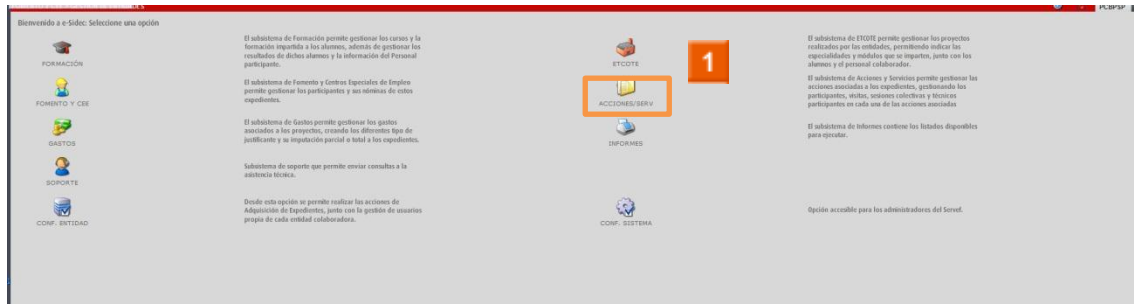 PCBPSP
Bienvenido a e-Sidec: Seleccione una opción
FORMACIÓN
El subsistema de Formación permite gestionar los cursos y la
formación impartida a los alumnos, además de gestionar los
resultados de dichos alumnos y la información del Personal
participante.
ETCOTE
1
El subsistema de ETCOTE permite gestionar los proyectos
realizados por las entidades, permitiendo indicar las
especialidades y módulos que se imparten, junto con los
alumnos y el personal colaborador.
FOMENTO Y CEE
El subsistema de Fomento y Centros Especiales de Empleo
permite gestionar los participantes y sus nóminas de estos
expedientes.
ACCIONES/SERV
El subsistema de Acciones y Servicios permite gestionar las
acciones asociadas a los expedientes, gestionando los
participantes, visitas, sesiones colectivas y técnicos
participantes en cada una de las acciones asociadas
GASTOS
El subsistema de Gastos permite gestionar los gastos
asociados a los proyectos, creando los diferentes tipo de
justificante y su imputación parcial o total a los expedientes.
INFORMES
El subsistema de Informes contiene los listados disponibles
para ejecutar.
SOPORTE
Subsistema de soporte que permite enviar consultas a la
asistencia técnica.
CONF. ENTIDAD
Desde esta opción se permite realizar las acciones de
Adquisición de Expedientes, junto con la gestión de usuarios
propia de cada entidad colaboradora.
CONF. SISTEMA
Opción accesible para los administradores del Servef.